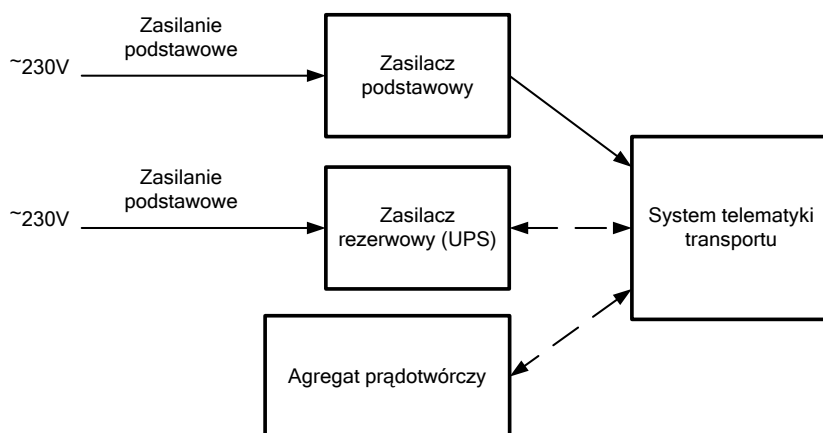 Zasilanie
podstawowe
~230V
Zasilacz
podstawowy
Zasilanie
podstawowe
~230V
Zasilacz
rezerwowy (UPS)
System telematyki
transportu
Agregat prądotwórczy